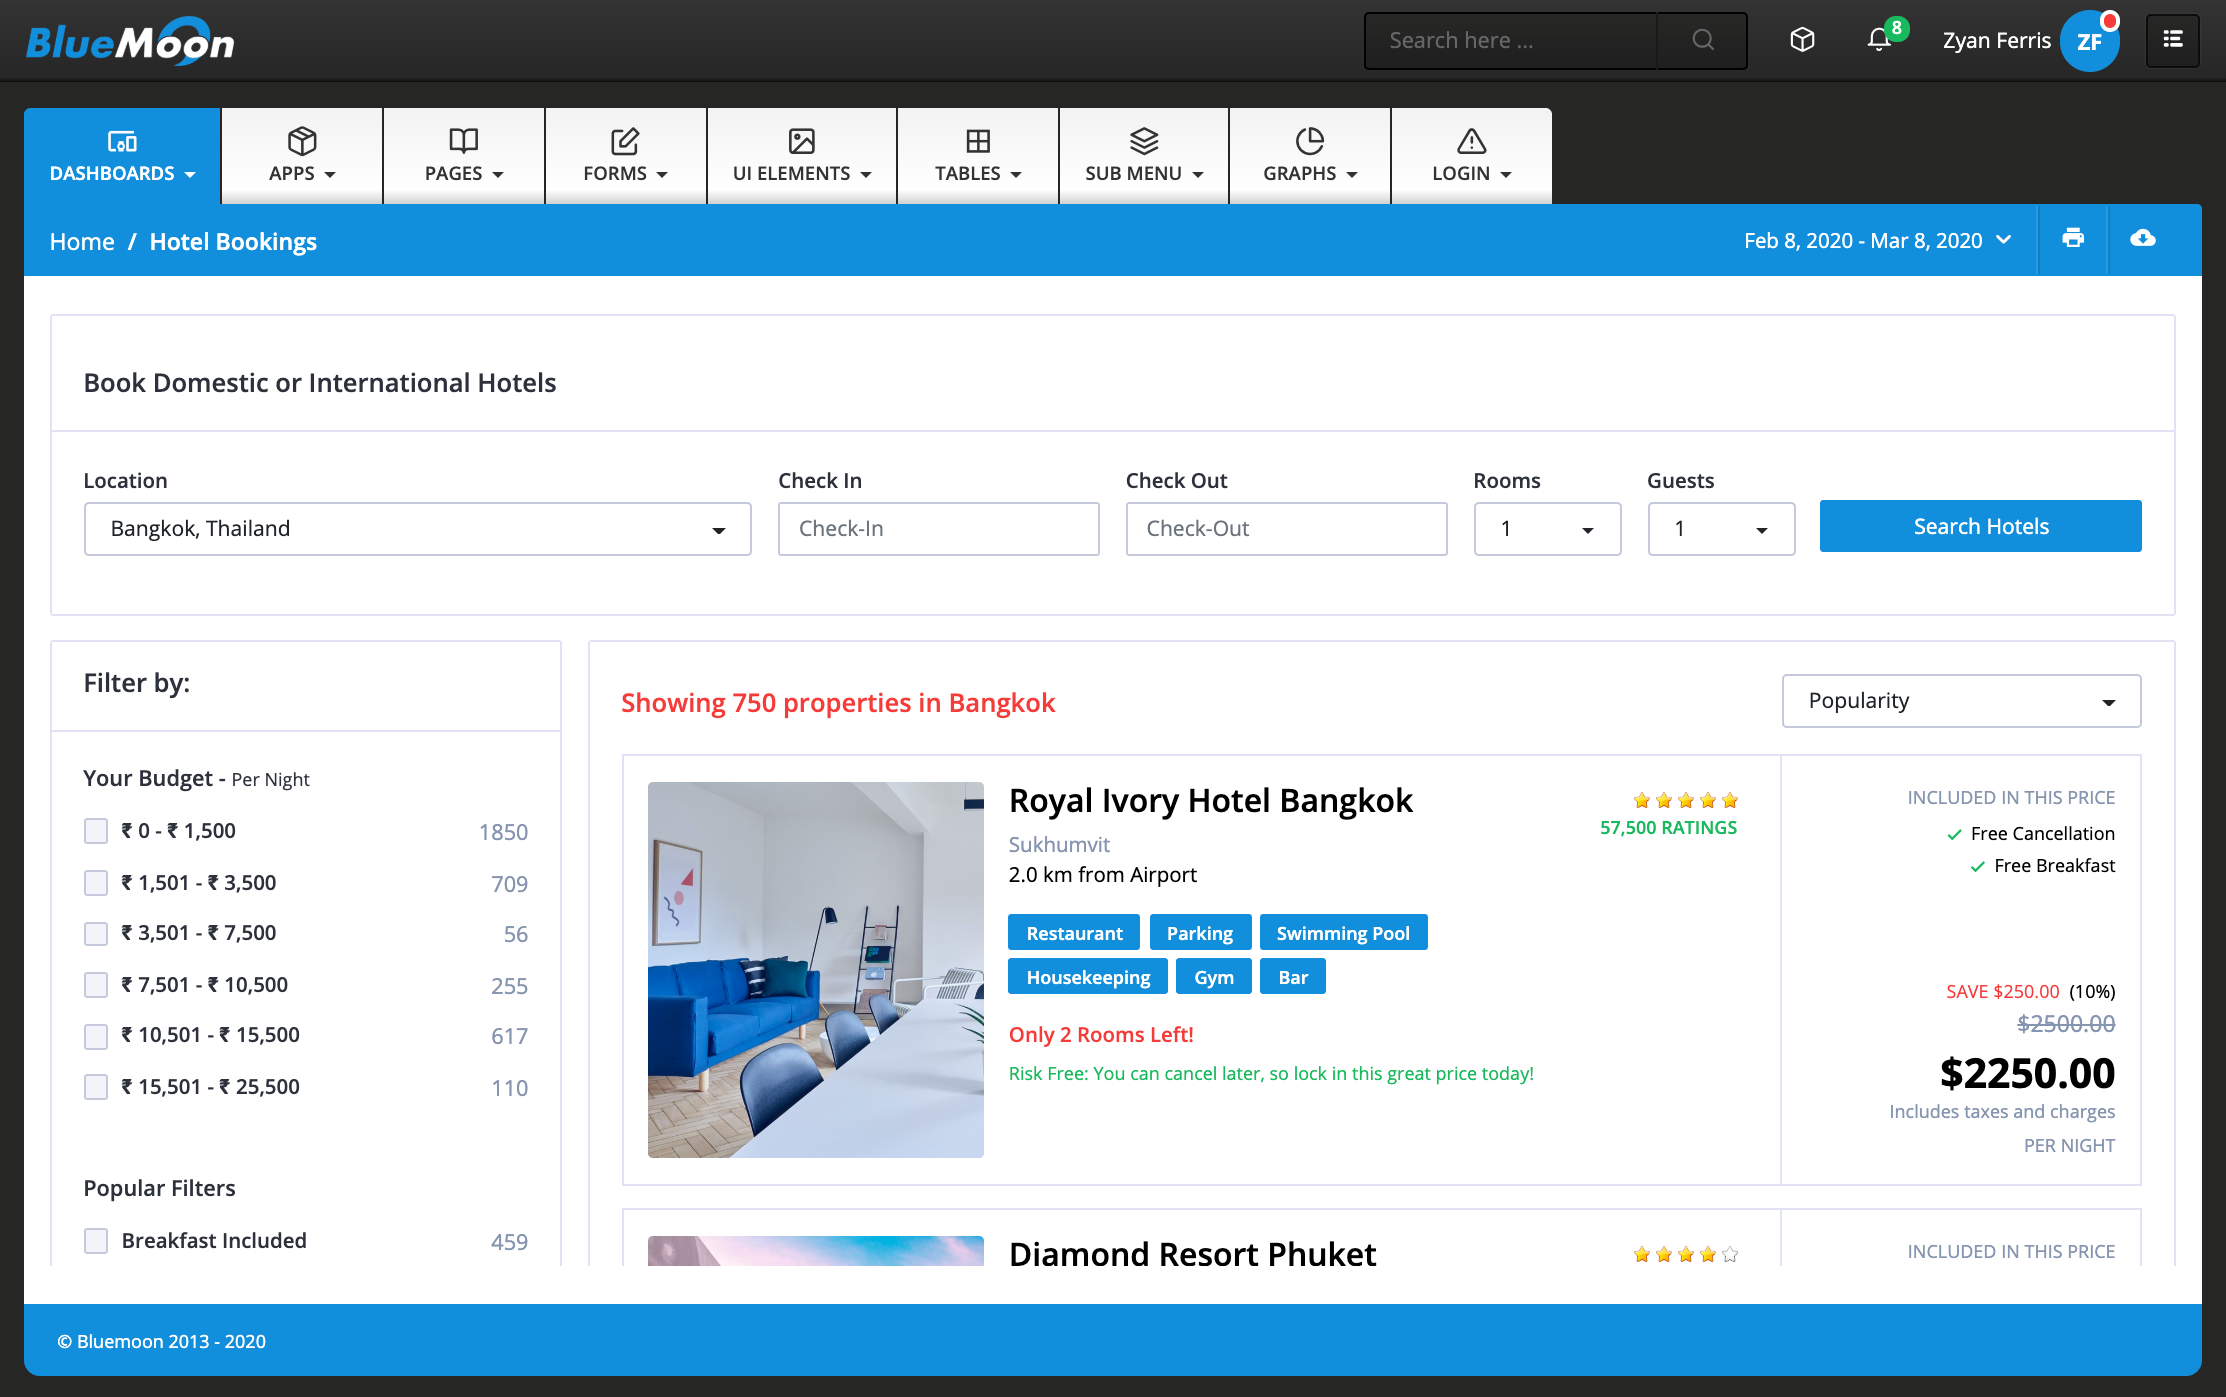 BlueMoon
Search here ...
8
Zyan Ferris
ZF
DASHBOARDS
APPS
PAGES
FORMS
UI ELEMENTS
TABLES
SUB MENU
GRAPHS
LOGIN
Home / Hotel Bookings
Feb 8, 2020 - Mar 8, 2020
Book Domestic or International Hotels
Location
Check In
Check Out
Rooms
Guests
Bangkok, Thailand
Check-In
Check-Out
1
1
Search Hotels
Filter by:
Your Budget - Per Night
₹ 0 - ₹ 1,500 1850
₹ 1,501 - ₹ 3,500 709
₹ 3,501 - ₹ 7,500 56
₹ 7,501 - ₹ 10,500 255
₹ 10,501 - ₹ 15,500 617
₹ 15,501 - ₹ 25,500 110
Popular Filters
Breakfast Included 459
Showing 750 properties in Bangkok
Popularity
Royal Ivory Hotel Bangkok
57,500 RATINGS
Sukhumvit
2.0 km from Airport
Restaurant Parking Swimming Pool
Housekeeping Gym Bar
Only 2 Rooms Left!
Risk Free: You can cancel later, so lock in this great price today!
INCLUDED IN THIS PRICE
Free Cancellation
Free Breakfast
SAVE $250.00 (10%)
$2500.00
$2250.00
Includes taxes and charges
PER NIGHT
Diamond Resort Phuket
INCLUDED IN THIS PRICE
© Bluemoon 2013 - 2020